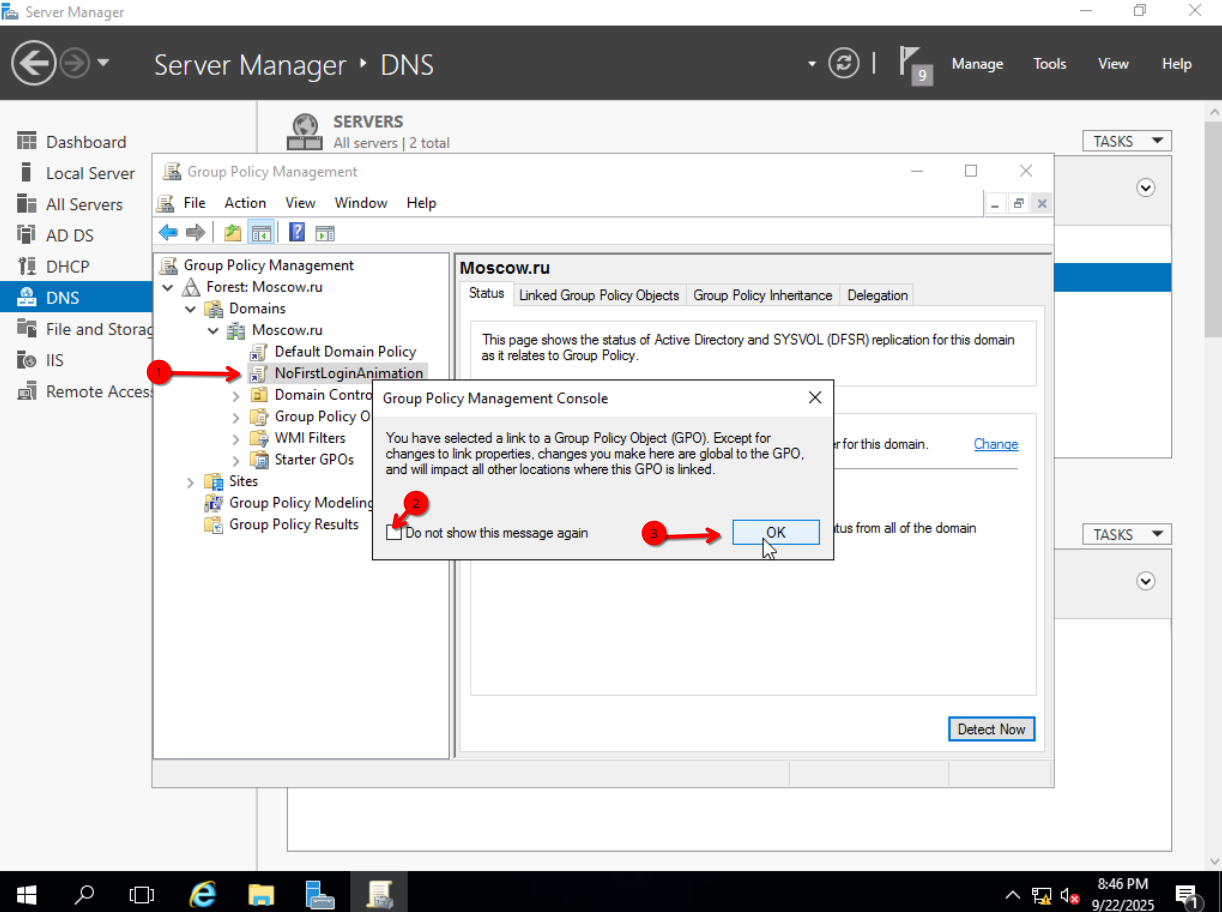 Server Manager
Server Manager • DNS
9
Manage
Tools
View
Help
Dashboard
Local Server
All Servers
AD DS
DHCP
DNS
File and Storag
IIS
Remote Access
SERVERS
All servers | 2 total
TASKS
Group Policy Management
File
Action
View
Window
Help
Group Policy Management
Forest: Moscow.ru
Domains
Moscow.ru
Default Domain Policy
1
NoFirstLoginAnimation
Domain Contro
Group Policy O
WMI Filters
Starter GPOs
Sites
Group Policy Modeling
Group Policy Results
Moscow.ru
Status
Linked Group Policy Objects
Group Policy Inheritance
Delegation
This page shows the status of Active Directory and SYSVOL (DFSR) replication for this domain
as it relates to Group Policy.
er for this domain.
Change
atus from all of the domain
Detect Now
Group Policy Management Console
You have selected a link to a Group Policy Object (GPO). Except for
changes to link properties, changes you make here are global to the GPO,
and will impact all other locations where this GPO is linked.
2
Do not show this message again
3
OK
TASKS
8:46 PM
9/22/2025
1